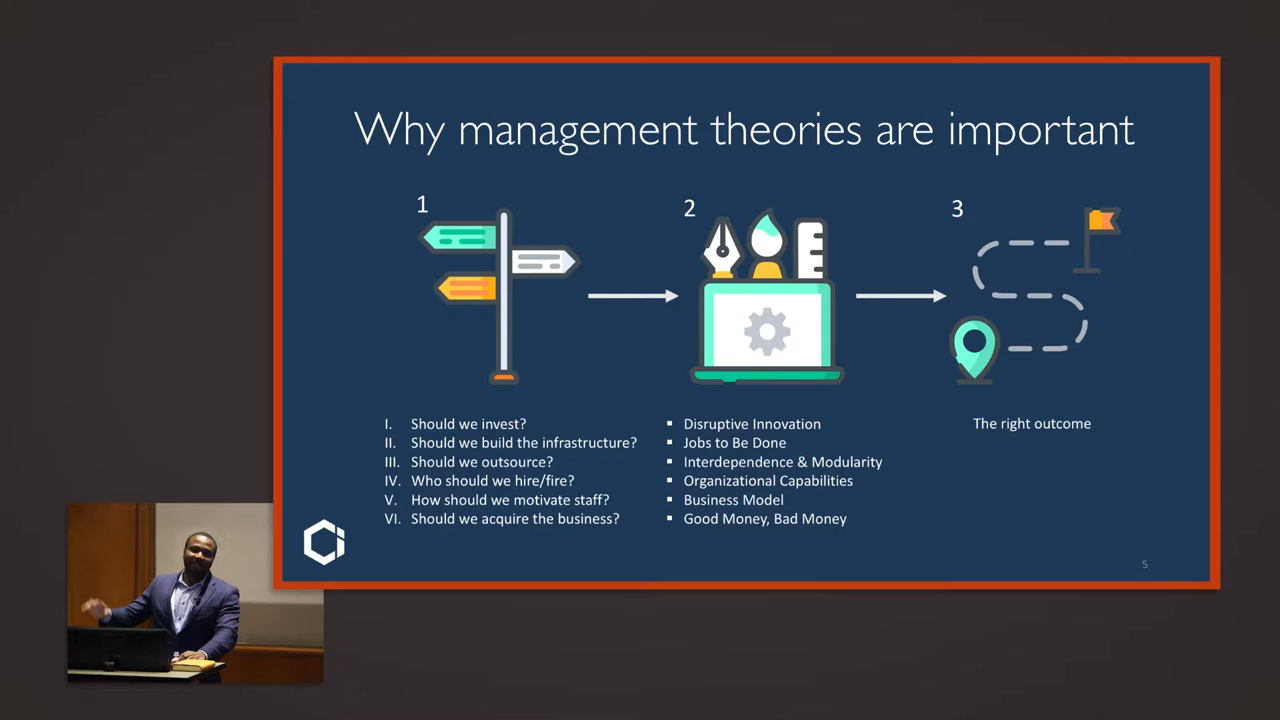 Why management theories are important
1
2
3
I. Should we invest?
II. Should we build the infrastructure?
III. Should we outsource?
IV. Who should we hire/fire?
V. How should we motivate staff?
VI. Should we acquire the business?
▪ Disruptive Innovation
▪ Jobs to Be Done
▪ Interdependence & Modularity
▪ Organizational Capabilities
▪ Business Model
▪ Good Money, Bad Money
The right outcome
5